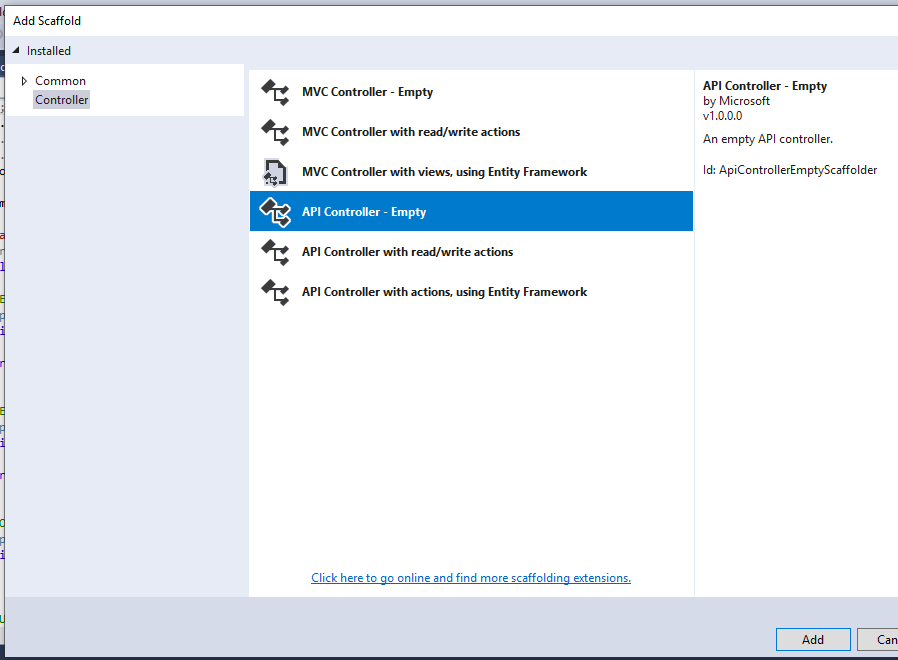 Add Scaffold
Installed
Common
Controller
MVC Controller - Empty
MVC Controller with read/write actions
MVC Controller with views, using Entity Framework
API Controller - Empty
API Controller with read/write actions
API Controller with actions, using Entity Framework
Click here to go online and find more scaffolding extensions.
API Controller - Empty
by Microsoft
v1.0.0.0
An empty API controller.
Id: ApiControllerEmptyScaffolder
Add
Can